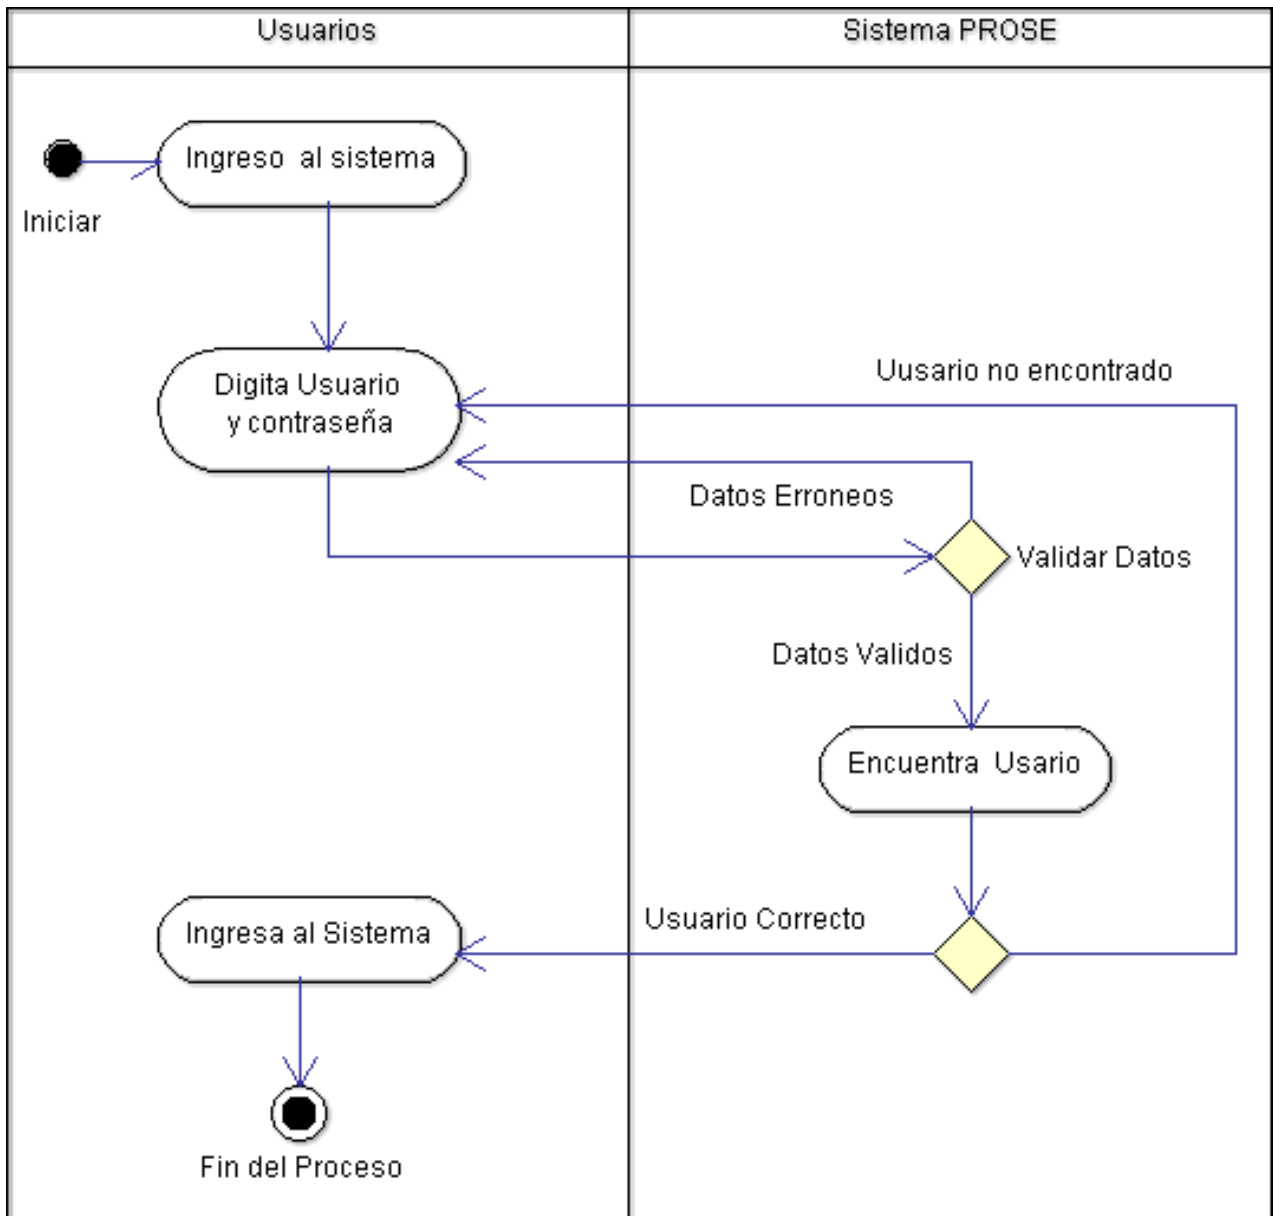 Usuarios
Sistema PROSE
Ingreso al sistema
Iniciar
Digita Usuario
y contraseña
Uusario no encontrado
Datos Erroneos
Validar Datos
Datos Validos
Encuentra Usario
Usuario Correcto
Ingresa al Sistema
Fin del Proceso